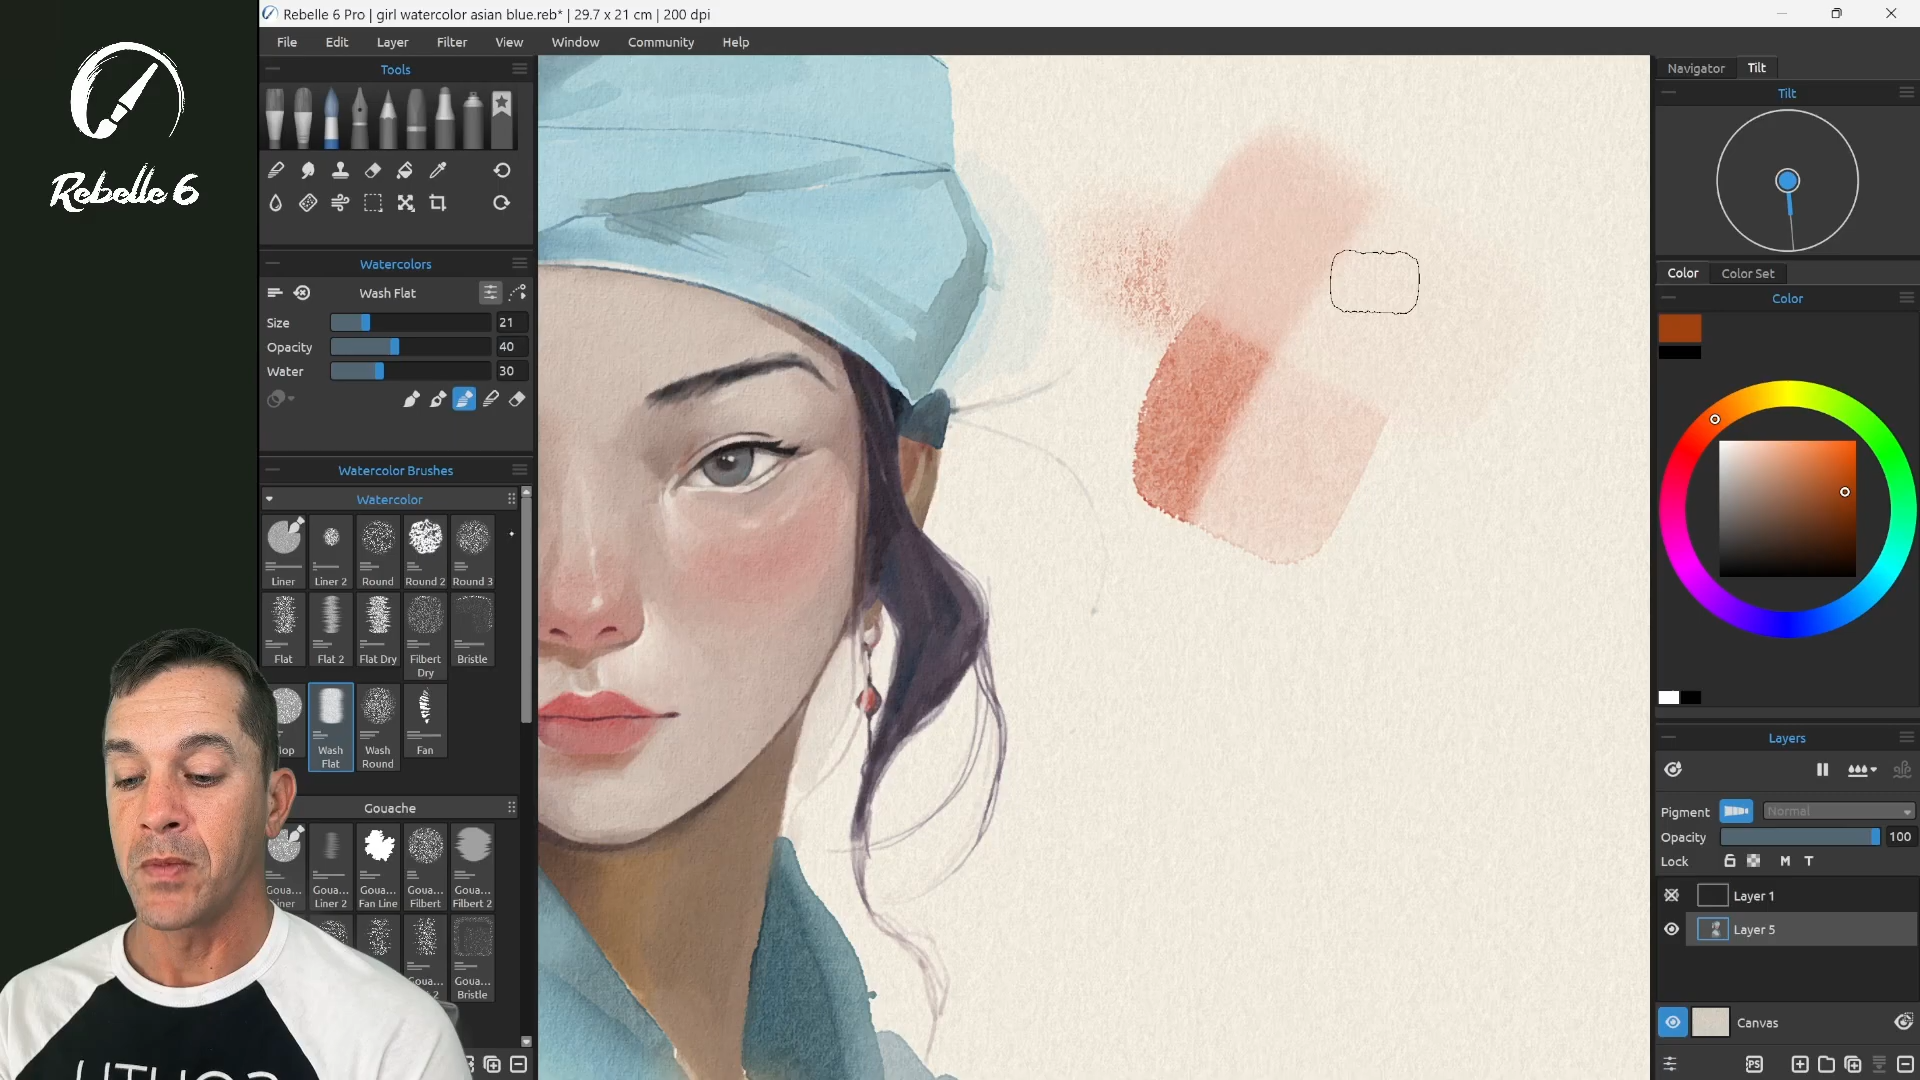 Rebelle 6 Pro | girl watercolor asian blue.reb* | 29.7 x 21 cm | 200 dpi
File Edit Layer Filter View Window Community Help
Rebelle 6
Tools
Watercolors
Wash Flat
Size 21
Opacity 40
Water 30
Watercolor Brushes
Watercolor
Liner Liner 2 Round Round 2 Round 3
Flat Flat 2 Flat Dry Filbert Dry Bristle
Wash Flat Wash Round Fan
Gouache
Goua... Liner 2 Goua... Fan Line Goua... Filbert Goua... Filbert 2
Goua... Bristle
Navigator Tilt
Tilt
Color Color Set
Color
Layers
Pigment Normal
Opacity 100
Lock M T
Layer 1
Layer 5
Canvas
PS